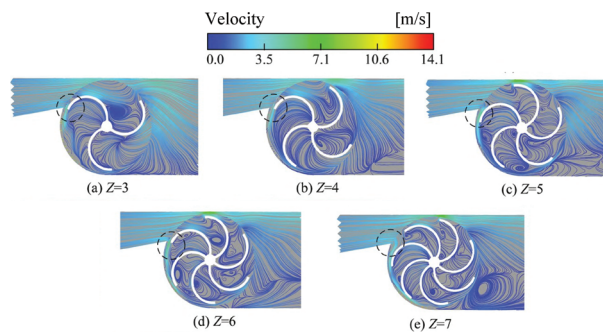 Velocity [m/s]
0.0 3.5 7.1 10.6 14.1
(a) Z=3
(b) Z=4
(c) Z=5
(d) Z=6
(e) Z=7